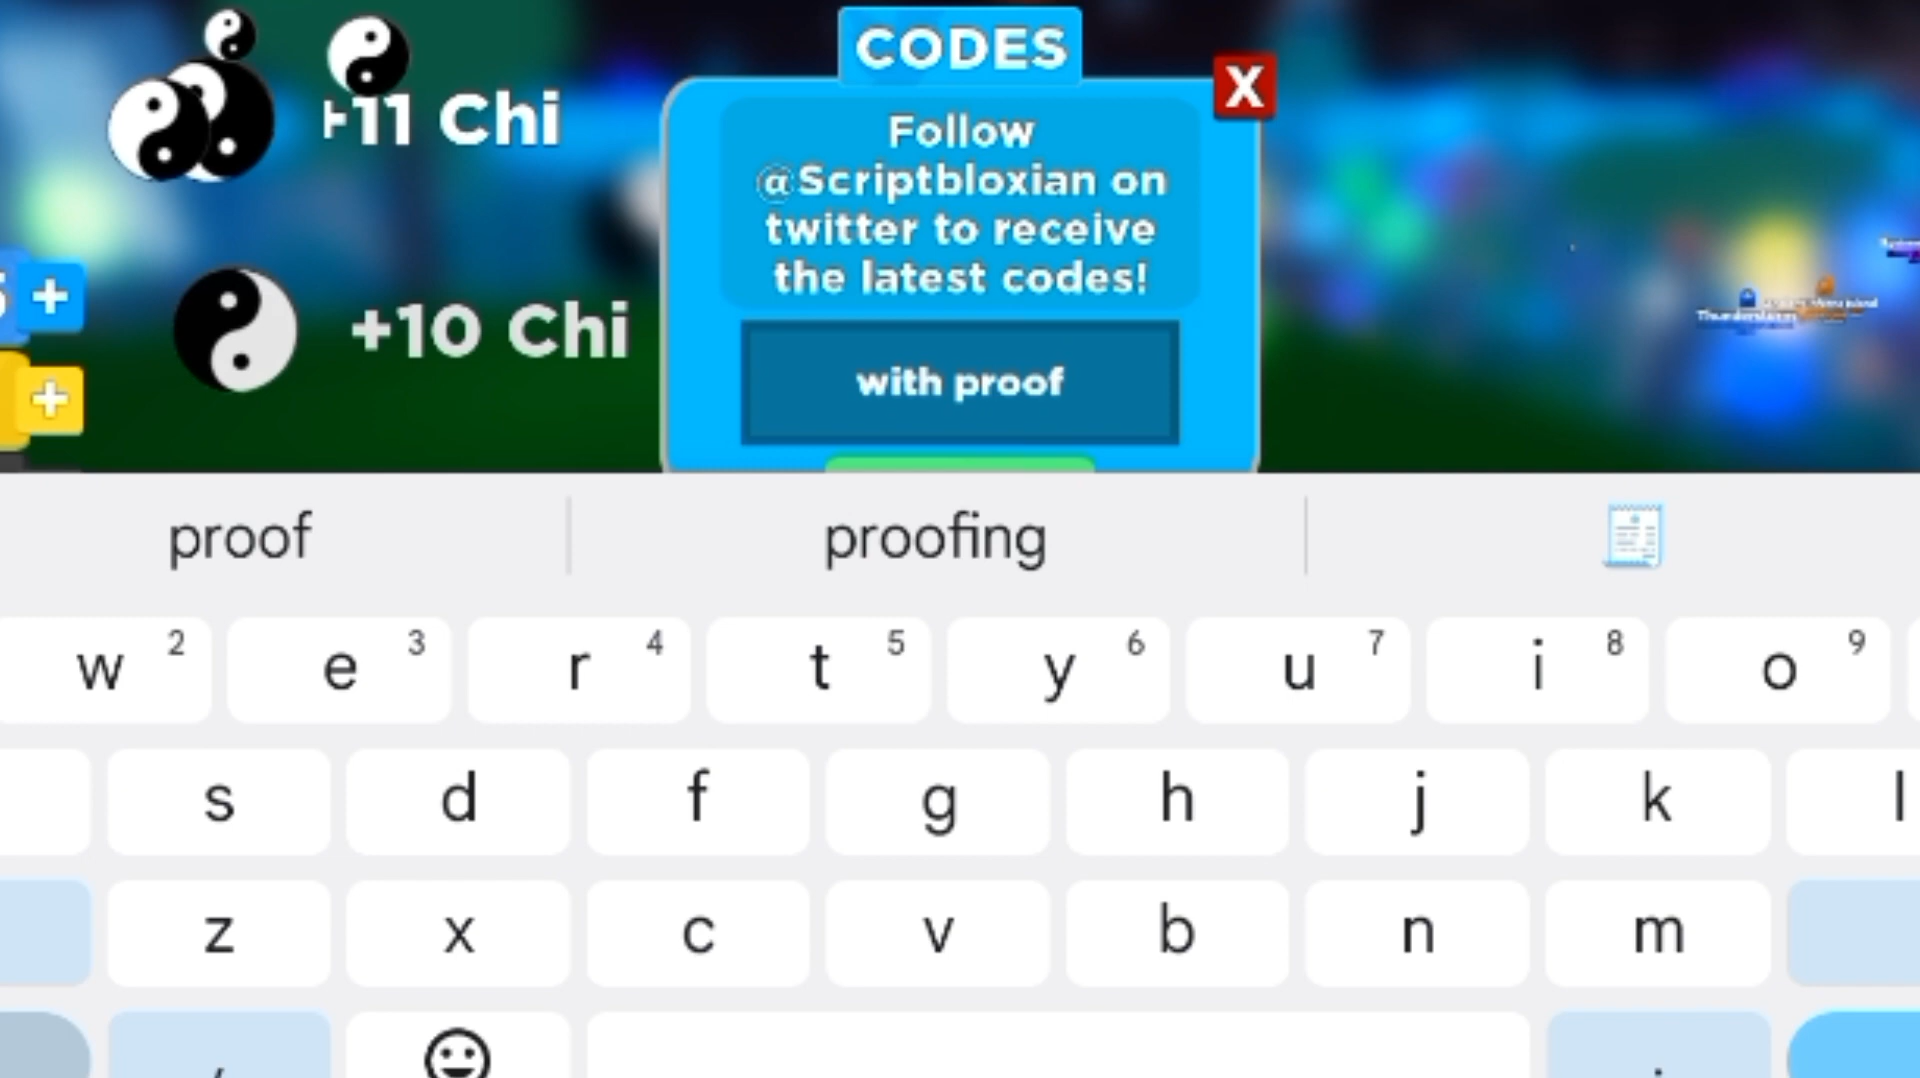 CODES
X
+11 Chi
Follow
@Scriptbloxian on
twitter to receive
the latest codes!
+
+10 Chi
with proof
+
proof
proofing
w 2 e 3 r 4 t 5 y 6 u 7 i 8 o 9
s d f g h j k l
z x c v b n m